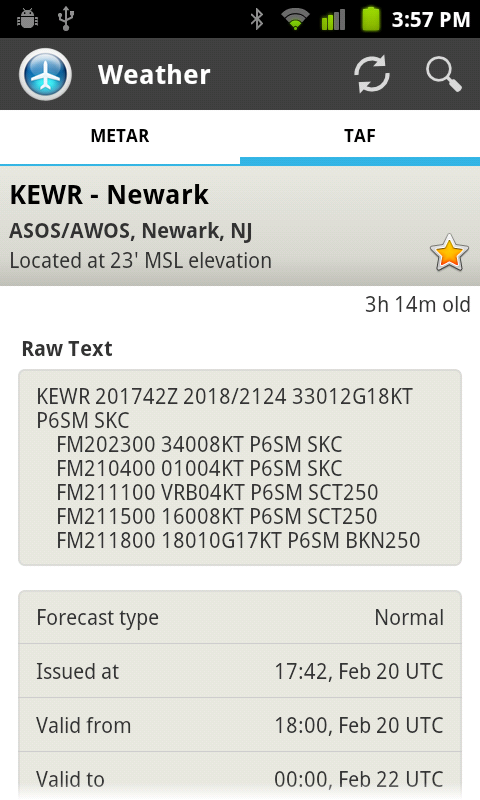 3:57 PM
Weather
METAR TAF
KEWR - Newark
ASOS/AWOS, Newark, NJ
Located at 23' MSL elevation
3h 14m old
Raw Text
KEWR 201742Z 2018/2124 33012G18KT
P6SM SKC
FM202300 34008KT P6SM SKC
FM210400 01004KT P6SM SKC
FM211100 VRB04KT P6SM SCT250
FM211500 16008KT P6SM SCT250
FM211800 18010G17KT P6SM BKN250
Forecast type Normal
Issued at 17:42, Feb 20 UTC
Valid from 18:00, Feb 20 UTC
Valid to 00:00, Feb 22 UTC